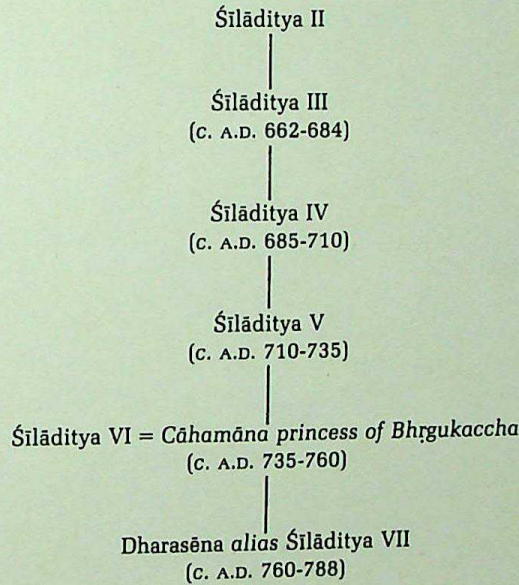 Śīlāditya II
Śīlāditya III
(C. A.D. 662-684)
Śīlāditya IV
(C. A.D. 685-710)
Śīlāditya V
(C. A.D. 710-735)
Śīlāditya VI = Cāhamāna princess of Bhṛgukaccha
(C. A.D. 735-760)
Dharasēna alias Śīlāditya VII
(C. A.D. 760-788)